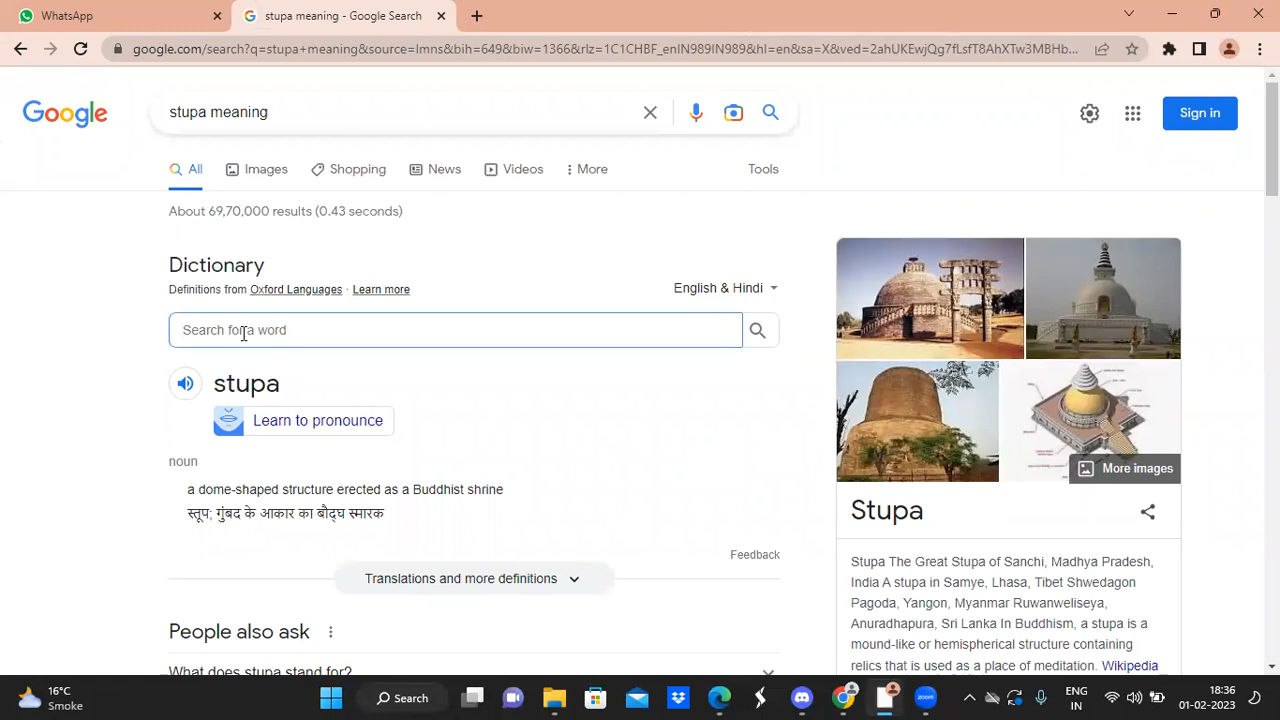 WhatsApp
stupa meaning - Google Search
google.com/search?q=stupa+meaning&source=lmns&bih=649&biw=1366&rlz=1C1CHBF_enIN989IN989&hl=en&sa=X&ved=2ahUKEwjQg7fLsfT8AhXTw3MBHb...
Google
stupa meaning
Sign in
All
Images
Shopping
News
Videos
More
Tools
About 69,70,000 results (0.43 seconds)
Dictionary
Definitions from Oxford Languages · Learn more
English & Hindi
Search for a word
stupa
Learn to pronounce
noun
a dome-shaped structure erected as a Buddhist shrine
स्तूप; गुंबद के आकार का बौद्घ स्मारक
Feedback
Translations and more definitions
People also ask
What does stupa stand for?
More images
Stupa
Stupa The Great Stupa of Sanchi, Madhya Pradesh,
India A stupa in Samye, Lhasa, Tibet Shwedagon
Pagoda, Yangon, Myanmar Ruwanweliseya,
Anuradhapura, Sri Lanka In Buddhism, a stupa is a
mound-like or hemispherical structure containing
relics that is used as a place of meditation. Wikipedia
16°C
Smoke
Search
zoom
ENG
IN
18:36
01-02-2023